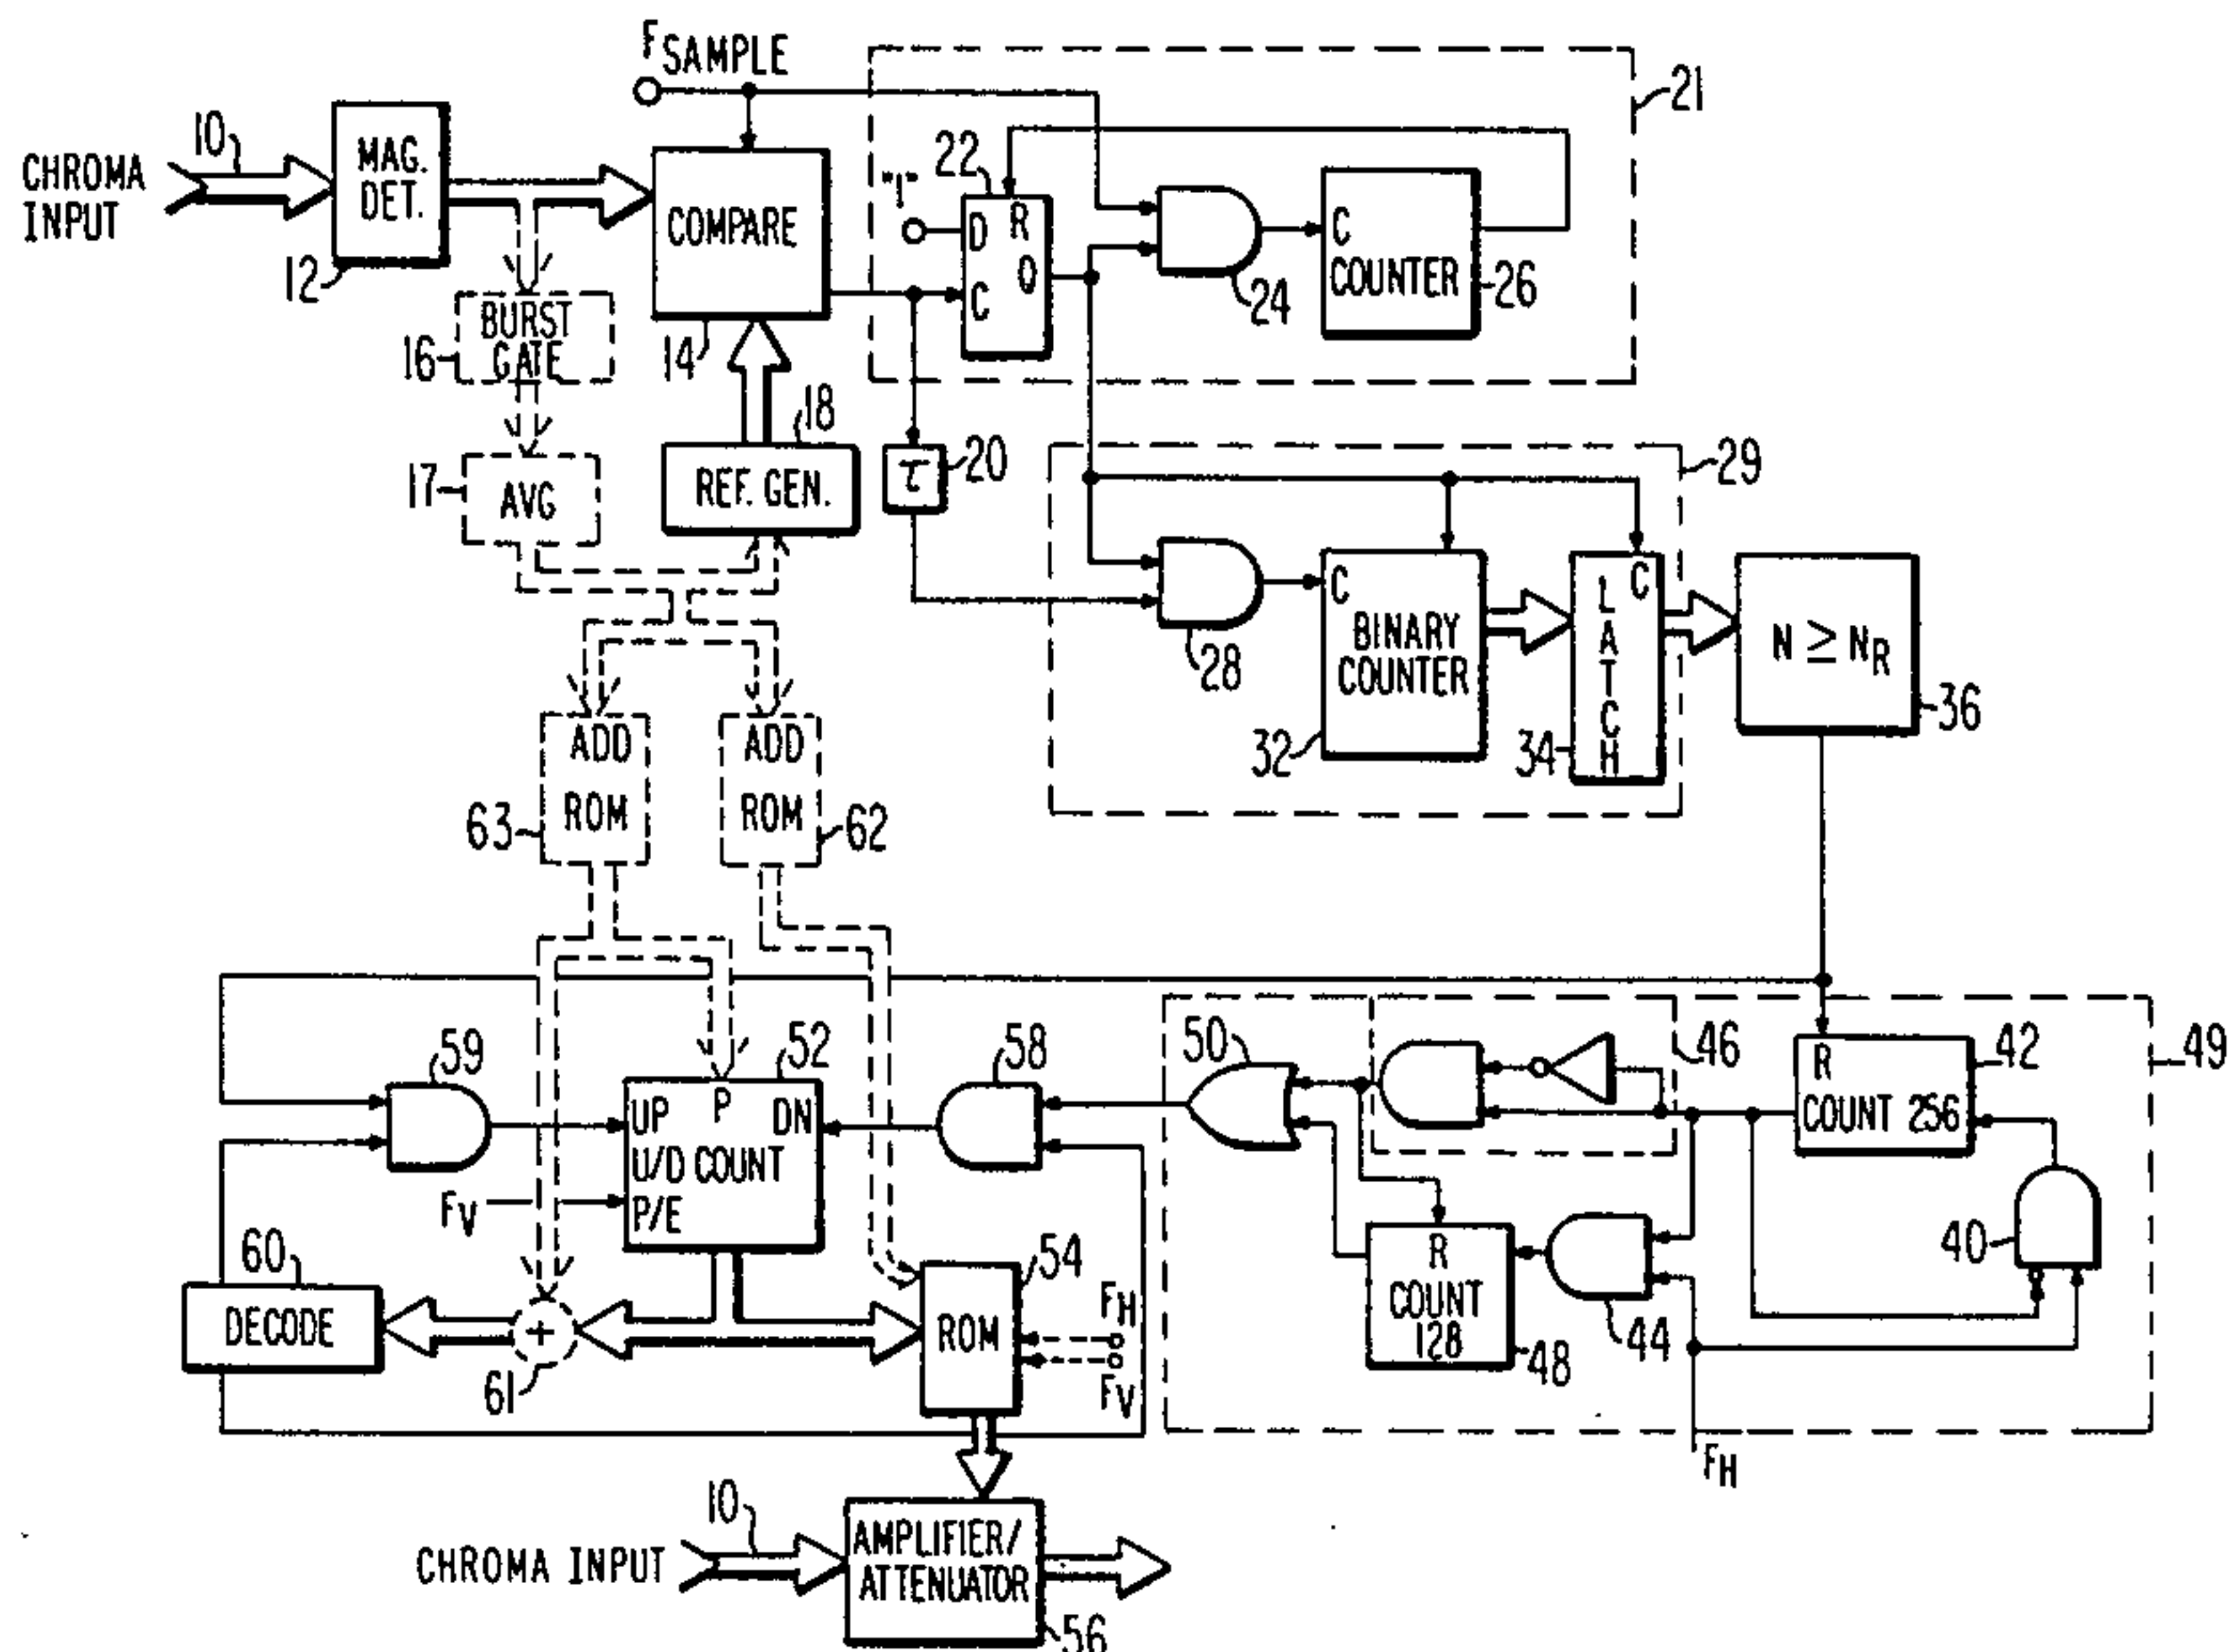 FSAMPLE
21
10
CHROMA
INPUT
MAG.
DET.
12
COMPARE
14
22
"1"
D
R
Q
C
24
C
COUNTER
26
BURST
GATE
16
17
AVG
18
REF. GEN.
τ
20
29
28
C
BINARY
COUNTER
32
LATCH
C
34
N ≥ NR
36
ADD
ROM
63
ADD
ROM
62
59
52
UP
P
DN
U/D COUNT
P/E
FV
58
50
46
R
COUNT 256
42
49
40
60
DECODE
+
61
54
ROM
FH
FV
R
COUNT
128
48
44
FH
10
CHROMA INPUT
AMPLIFIER/
ATTENUATOR
56